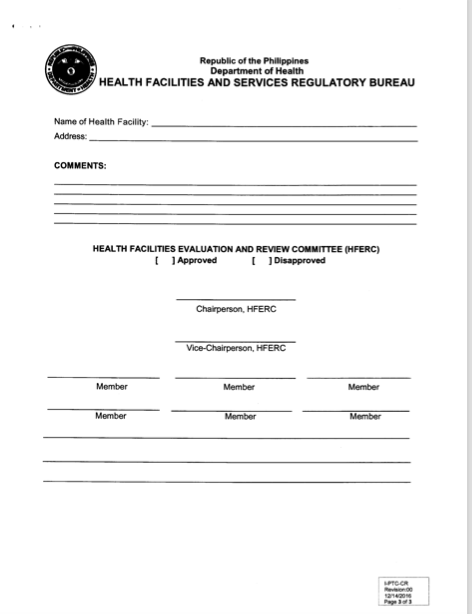 Republic of the Philippines
Department of Health
HEALTH FACILITIES AND SERVICES REGULATORY BUREAU
Name of Health Facility:
Address:
COMMENTS:
HEALTH FACILITIES EVALUATION AND REVIEW COMMITTEE (HFERC)
[ ] Approved [ ] Disapproved
Chairperson, HFERC
Vice-Chairperson, HFERC
Member Member Member
Member Member Member
I-PTC-CR
Revision:00
12/14/2016
Page 3 of 3